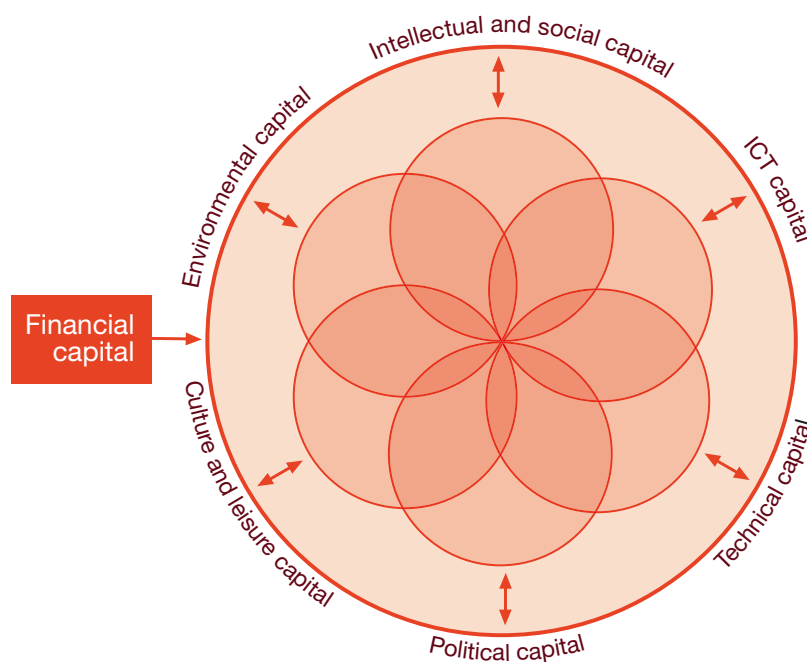 Intellectual and social capital
Environmental capital
ICT capital
Financial
capital
Culture and leisure capital
Technical capital
Political capital